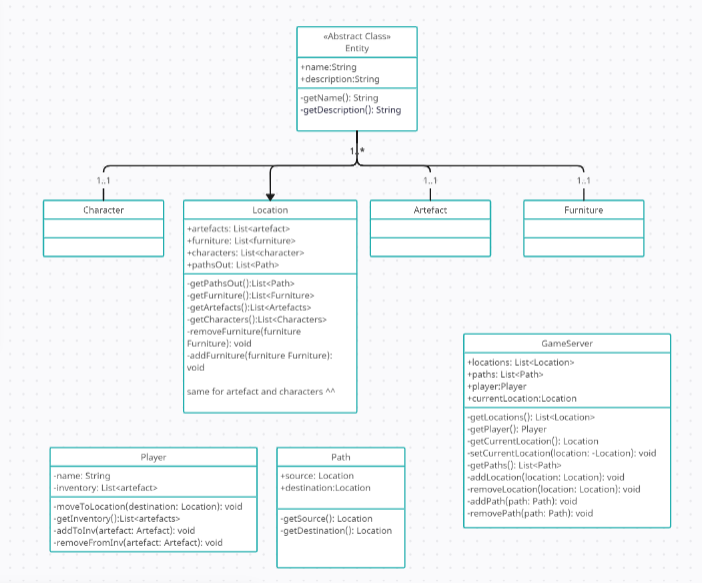 «Abstract Class»
Entity
+name:String
+description:String
-getName(): String
-getDescription(): String
1..*
1..1
1..1
1..1
Character
Location
+artefacts: List<artefact>
+furniture: List<furniture>
+characters: List<character>
+pathsOut: List<Path>
-getPathsOut():List<Path>
-getFurniture():List<Furniture>
-getArtefacts():List<Artefacts>
-getCharacters():List<Characters>
-removeFurniture(furniture
Furniture): void
-addFurniture(furniture Furniture):
void
same for artefact and characters ^^
Artefact
Furniture
GameServer
+locations: List<Location>
+paths: List<Path>
+player:Player
+currentLocation:Location
-getLocations(): List<Location>
-getPlayer(): Player
-getCurrentLocation(): Location
-setCurrentLocation(location: -Location): void
-getPaths(): List<Path>
-addLocation(location: Location): void
-removeLocation(location: Location): void
-addPath(path: Path): void
-removePath(path: Path): void
Player
-name: String
-inventory: List<artefact>
-moveToLocation(destination: Location): void
-getInventory():List<artefacts>
-addToInv(artefact: Artefact): void
-removeFromInv(artefact: Artefact): void
Path
+source: Location
+destination:Location
-getSource(): Location
-getDestination(): Location